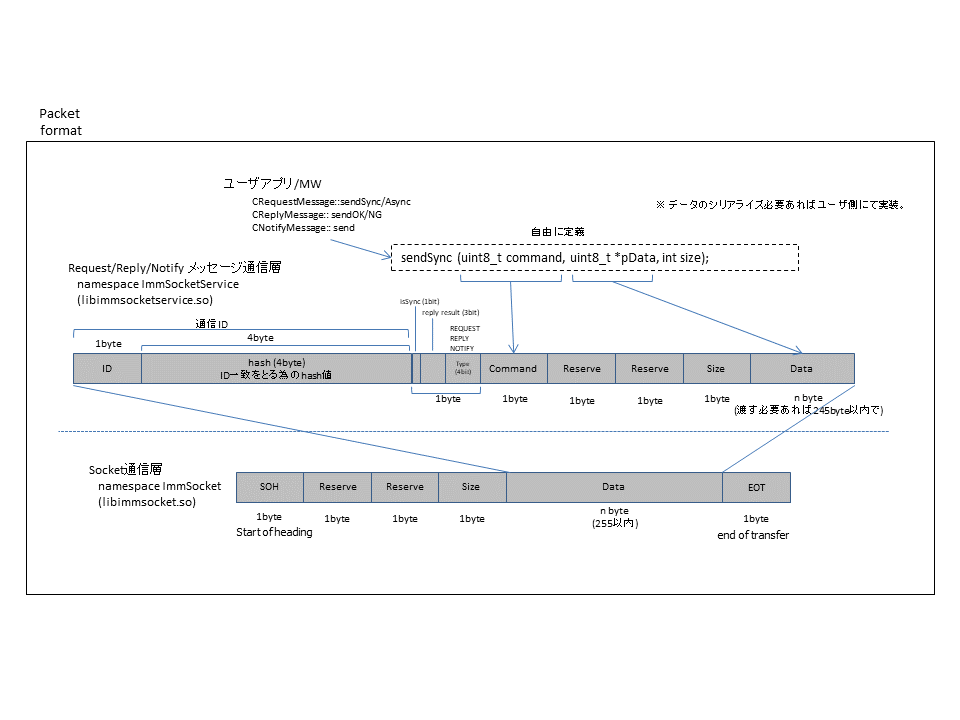 Packet
format
ユーザアプリ/MW
CRequestMessage::sendSync/Async
CReplyMessage:: sendOK/NG
CNotifyMessage:: send
※ データのシリアライズ必要あればユーザ側にて実装。
自由に定義
sendSync (uint8_t command, uint8_t *pData, int size);
Request/Reply/Notify メッセージ通信層
namespace ImmSocketService
(libimmsocketservice.so)
isSync (1bit)
reply result (3bit)
通信ID
REQUEST
REPLY
NOTIFY
1byte
4byte
ID
hash (4byte)
ID一致をとる為のhash値
Type
(4bit)
Command
Reserve
Reserve
Size
Data
1byte
1byte
1byte
1byte
1byte
n byte
(渡す必要あれば245byte以内で)
Socket通信層
namespace ImmSocket
(libimmsocket.so)
SOH
Reserve
Reserve
Size
Data
EOT
1byte
Start of heading
1byte
1byte
1byte
n byte
(255以内)
1byte
end of transfer